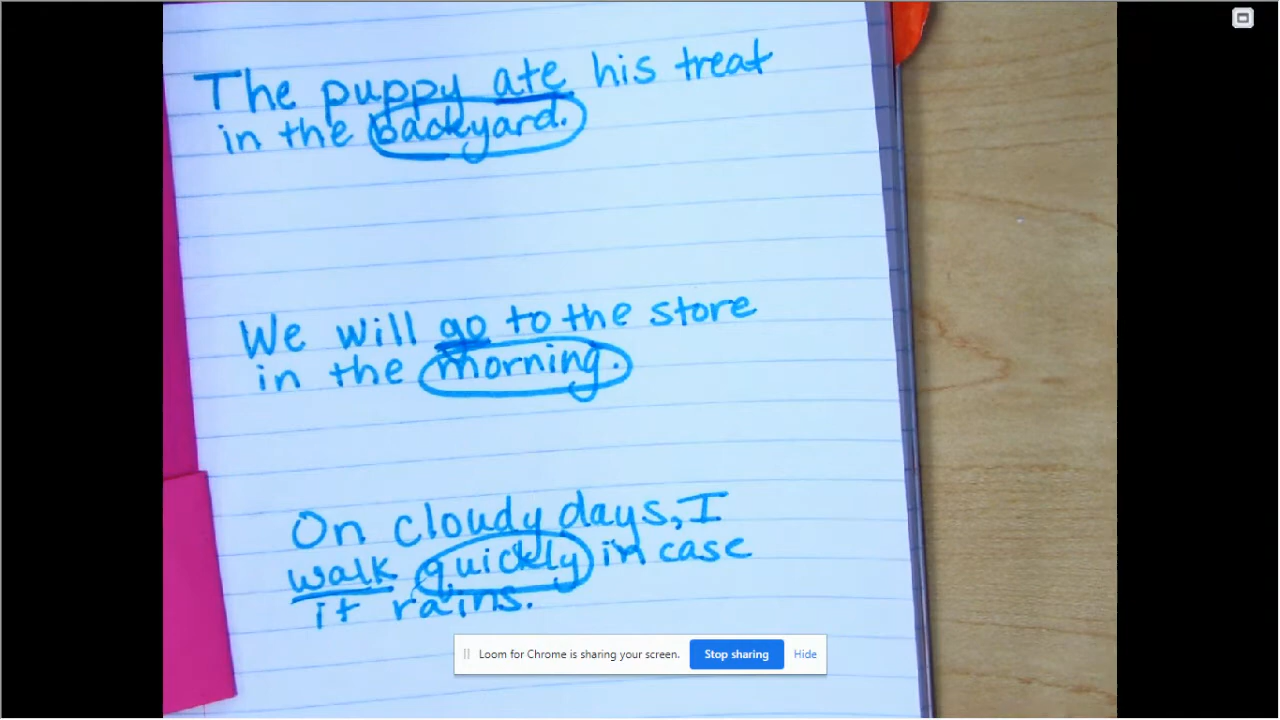 The puppy ate his treat
in the backyard.
We will go to the store
in the morning.
On cloudy days, I
walk quickly in case
it rains.
Loom for Chrome is sharing your screen. Stop sharing Hide